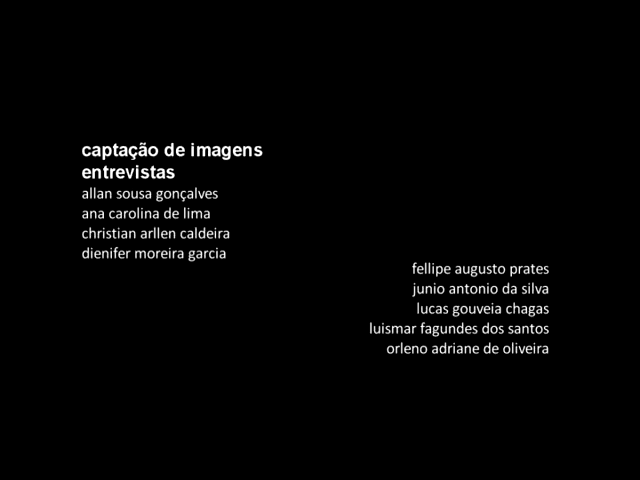 captação de imagens
entrevistas
allan sousa gonçalves
ana carolina de lima
christian arllen caldeira
dienifer moreira garcia
fellipe augusto prates
junio antonio da silva
lucas gouveia chagas
luismar fagundes dos santos
orleno adriane de oliveira